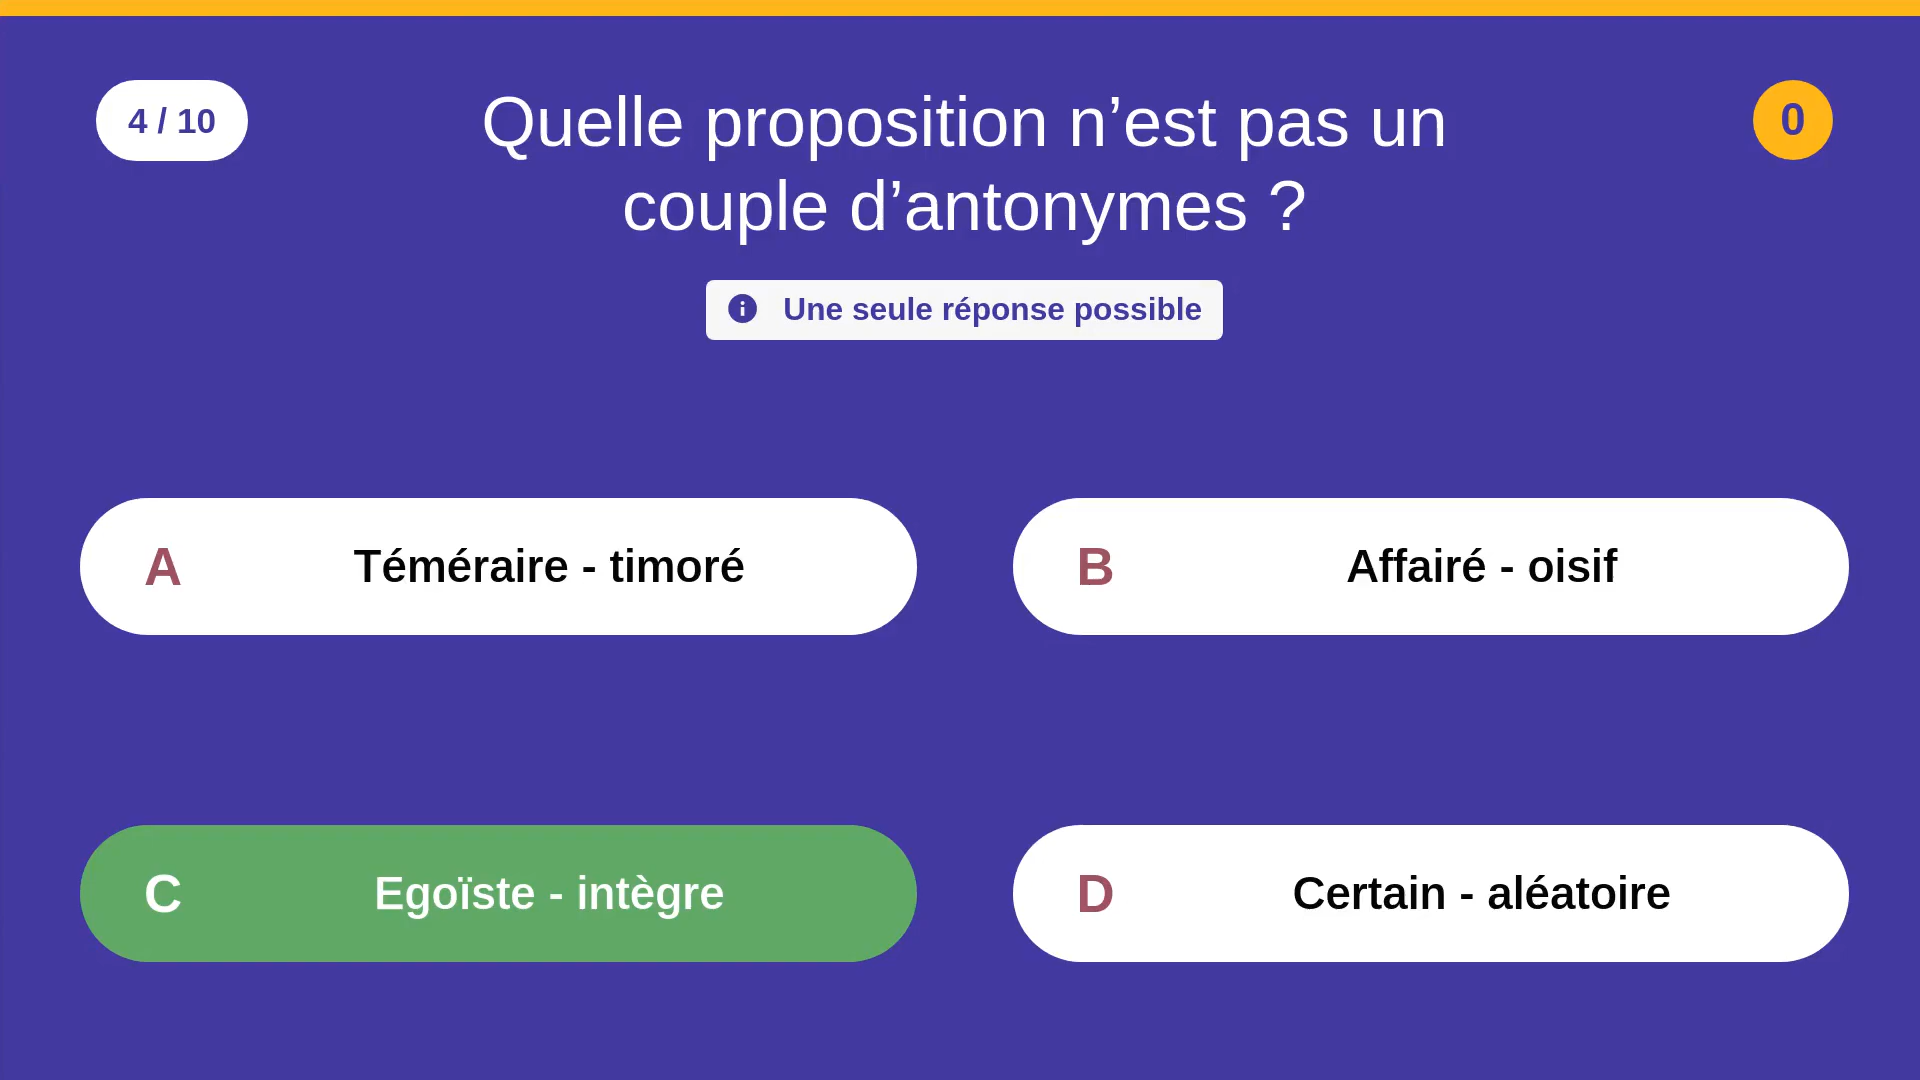 4 / 10
Quelle proposition n’est pas un
couple d’antonymes ?
0
Une seule réponse possible
A Téméraire - timoré
B Affairé - oisif
C Egoïste - intègre
D Certain - aléatoire